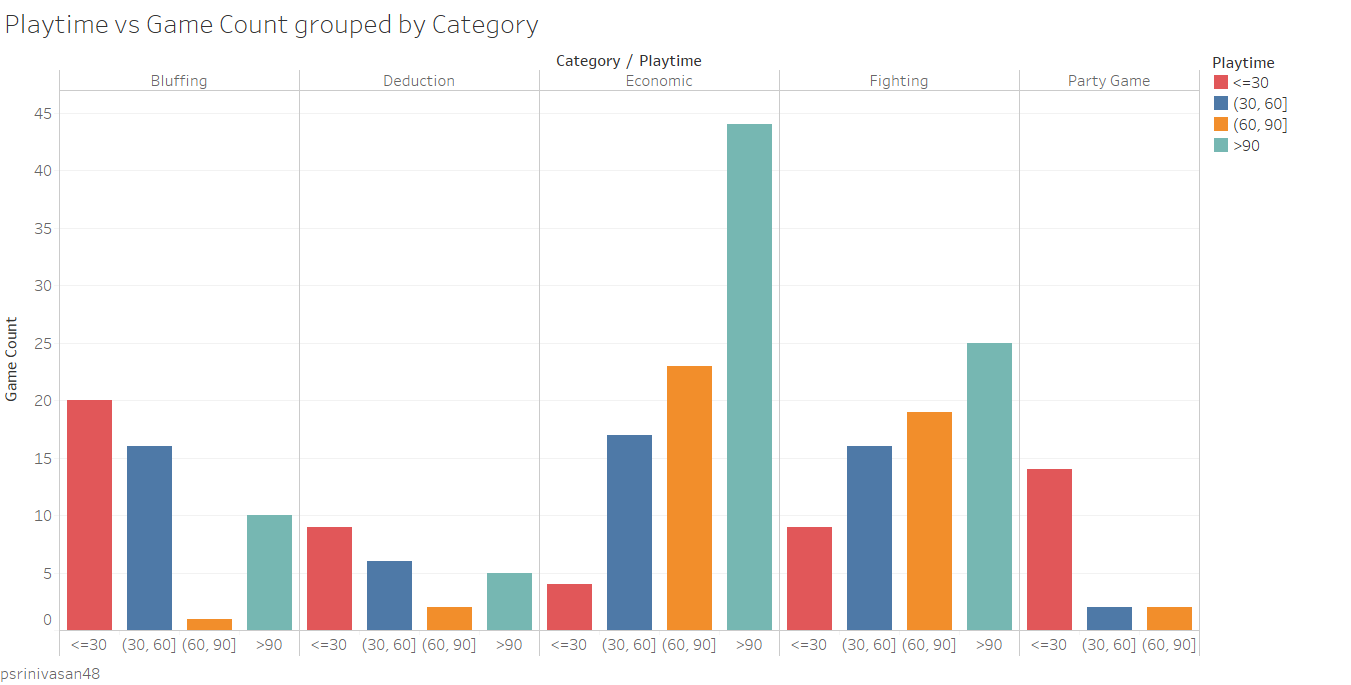 Playtime vs Game Count grouped by Category
Category / Playtime
Bluffing Deduction Economic Fighting Party Game
Playtime
<=30
(30, 60]
(60, 90]
>90
Game Count
45
40
35
30
25
20
15
10
5
0
<=30 (30, 60] (60, 90] >90 <=30 (30, 60] (60, 90] >90 <=30 (30, 60] (60, 90] >90 <=30 (30, 60] (60, 90] >90 <=30 (30, 60] (60, 90]
psrinivasan48